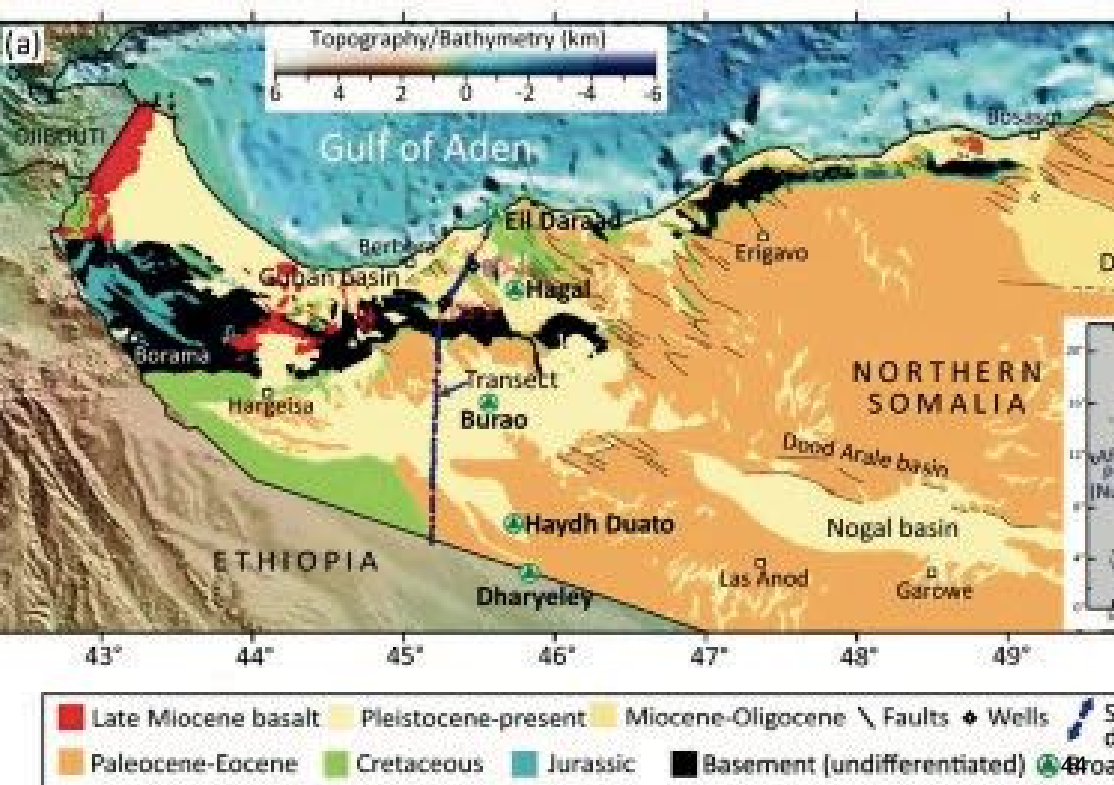 (a)
Topography/Bathymetry (km)
6 4 2 0 -2 -4 -6
DJIBOUTI
Gulf of Aden
Bosaso
Berbera
Eil Daraad
Erigavo
Guban basin
Hagal
D
Borama
NORTHERN
SOMALIA
Transett
Hargeisa
Burao
Dood Arale basin
Haydh Duato
Nogal basin
ETHIOPIA
Las Anod
Garowe
Dharyeley
43° 44° 45° 46° 47° 48° 49°
Late Miocene basalt Pleistocene-present Miocene-Oligocene Faults Wells S
d
Paleocene-Eocene Cretaceous Jurassic Basement (undifferentiated) 44